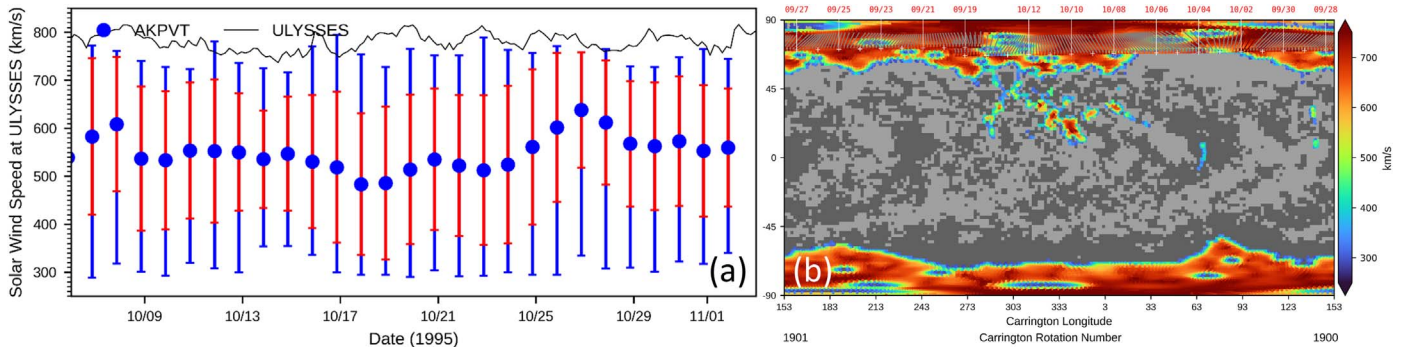 Solar Wind Speed at ULYSSES (km/s)
800
700
600
500
400
300
AKPVT
ULYSSES
(a)
10/09 10/13 10/17 10/21 10/25 10/29 11/01
Date (1995)
09/27 09/25 09/23 09/21 09/19 10/12 10/10 10/08 10/06 10/04 10/02 09/30 09/28
90
45
0
-45
-90
(b)
153 183 213 243 273 303 333 3 33 63 93 123 153
Carrington Longitude
1901 Carrington Rotation Number 1900
700
600
500
400
300
km/s